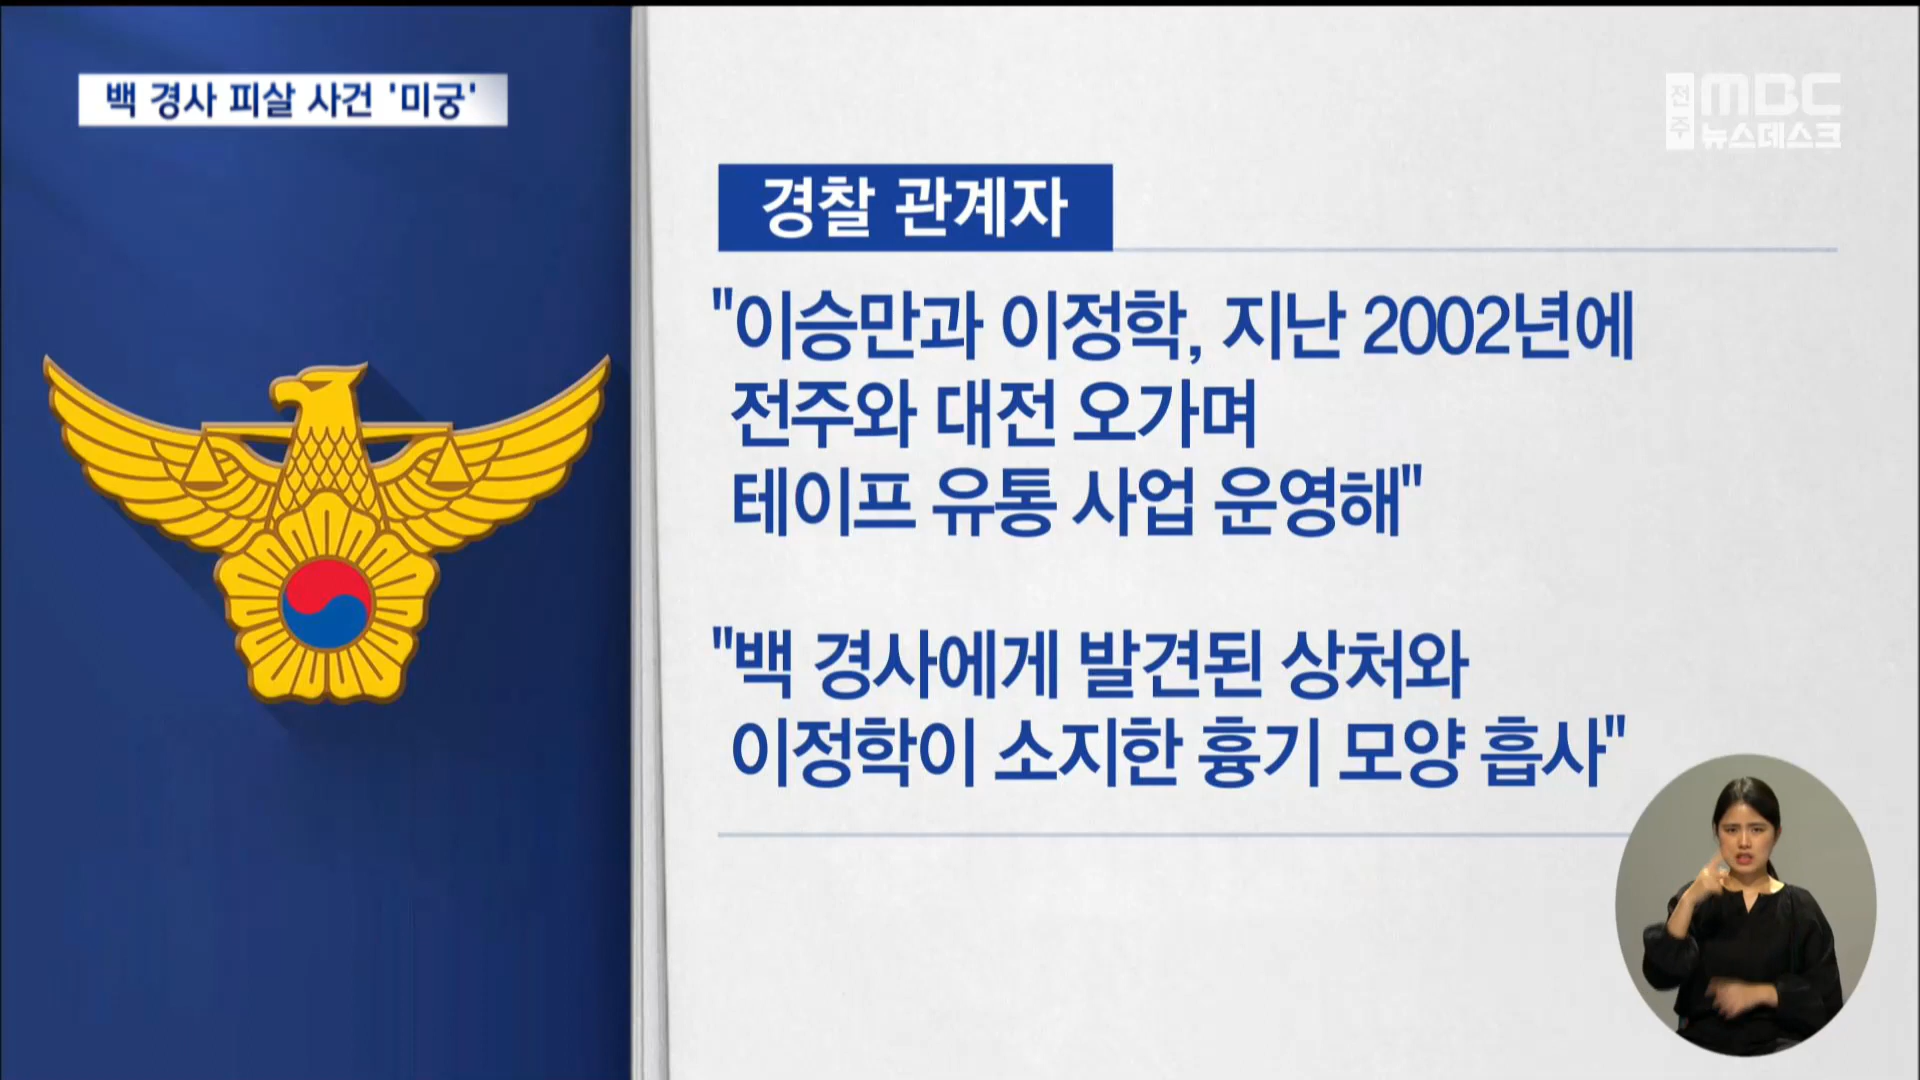 백 경사 피살 사건 '미궁'
전주 MBC
뉴스데스크
경찰 관계자
"이승만과 이정학, 지난 2002년에
전주와 대전 오가며
테이프 유통 사업 운영해"
"백 경사에게 발견된 상처와
이정학이 소지한 흉기 모양 흡사"